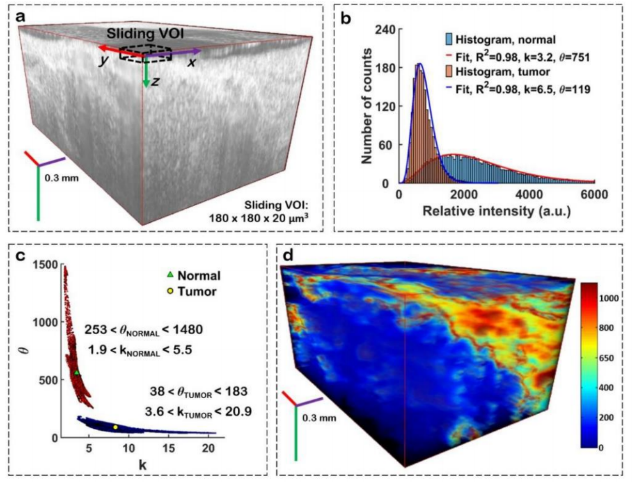 a
Sliding VOI
y
x
z
0.3 mm
Sliding VOI:
180 x 180 x 20 µm³
b
240
180
120
60
0
Number of counts
Histogram, normal
Fit, R²=0.98, k=3.2, θ=751
Histogram, tumor
Fit, R²=0.98, k=6.5, θ=119
0
2000
4000
6000
Relative intensity (a.u.)
c
1500
1000
500
0
θ
Normal
Tumor
253 < θNORMAL < 1480
1.9 < kNORMAL < 5.5
38 < θTUMOR < 183
3.6 < kTUMOR < 20.9
5
10
15
20
k
d
0.3 mm
1000
800
650
400
200
0